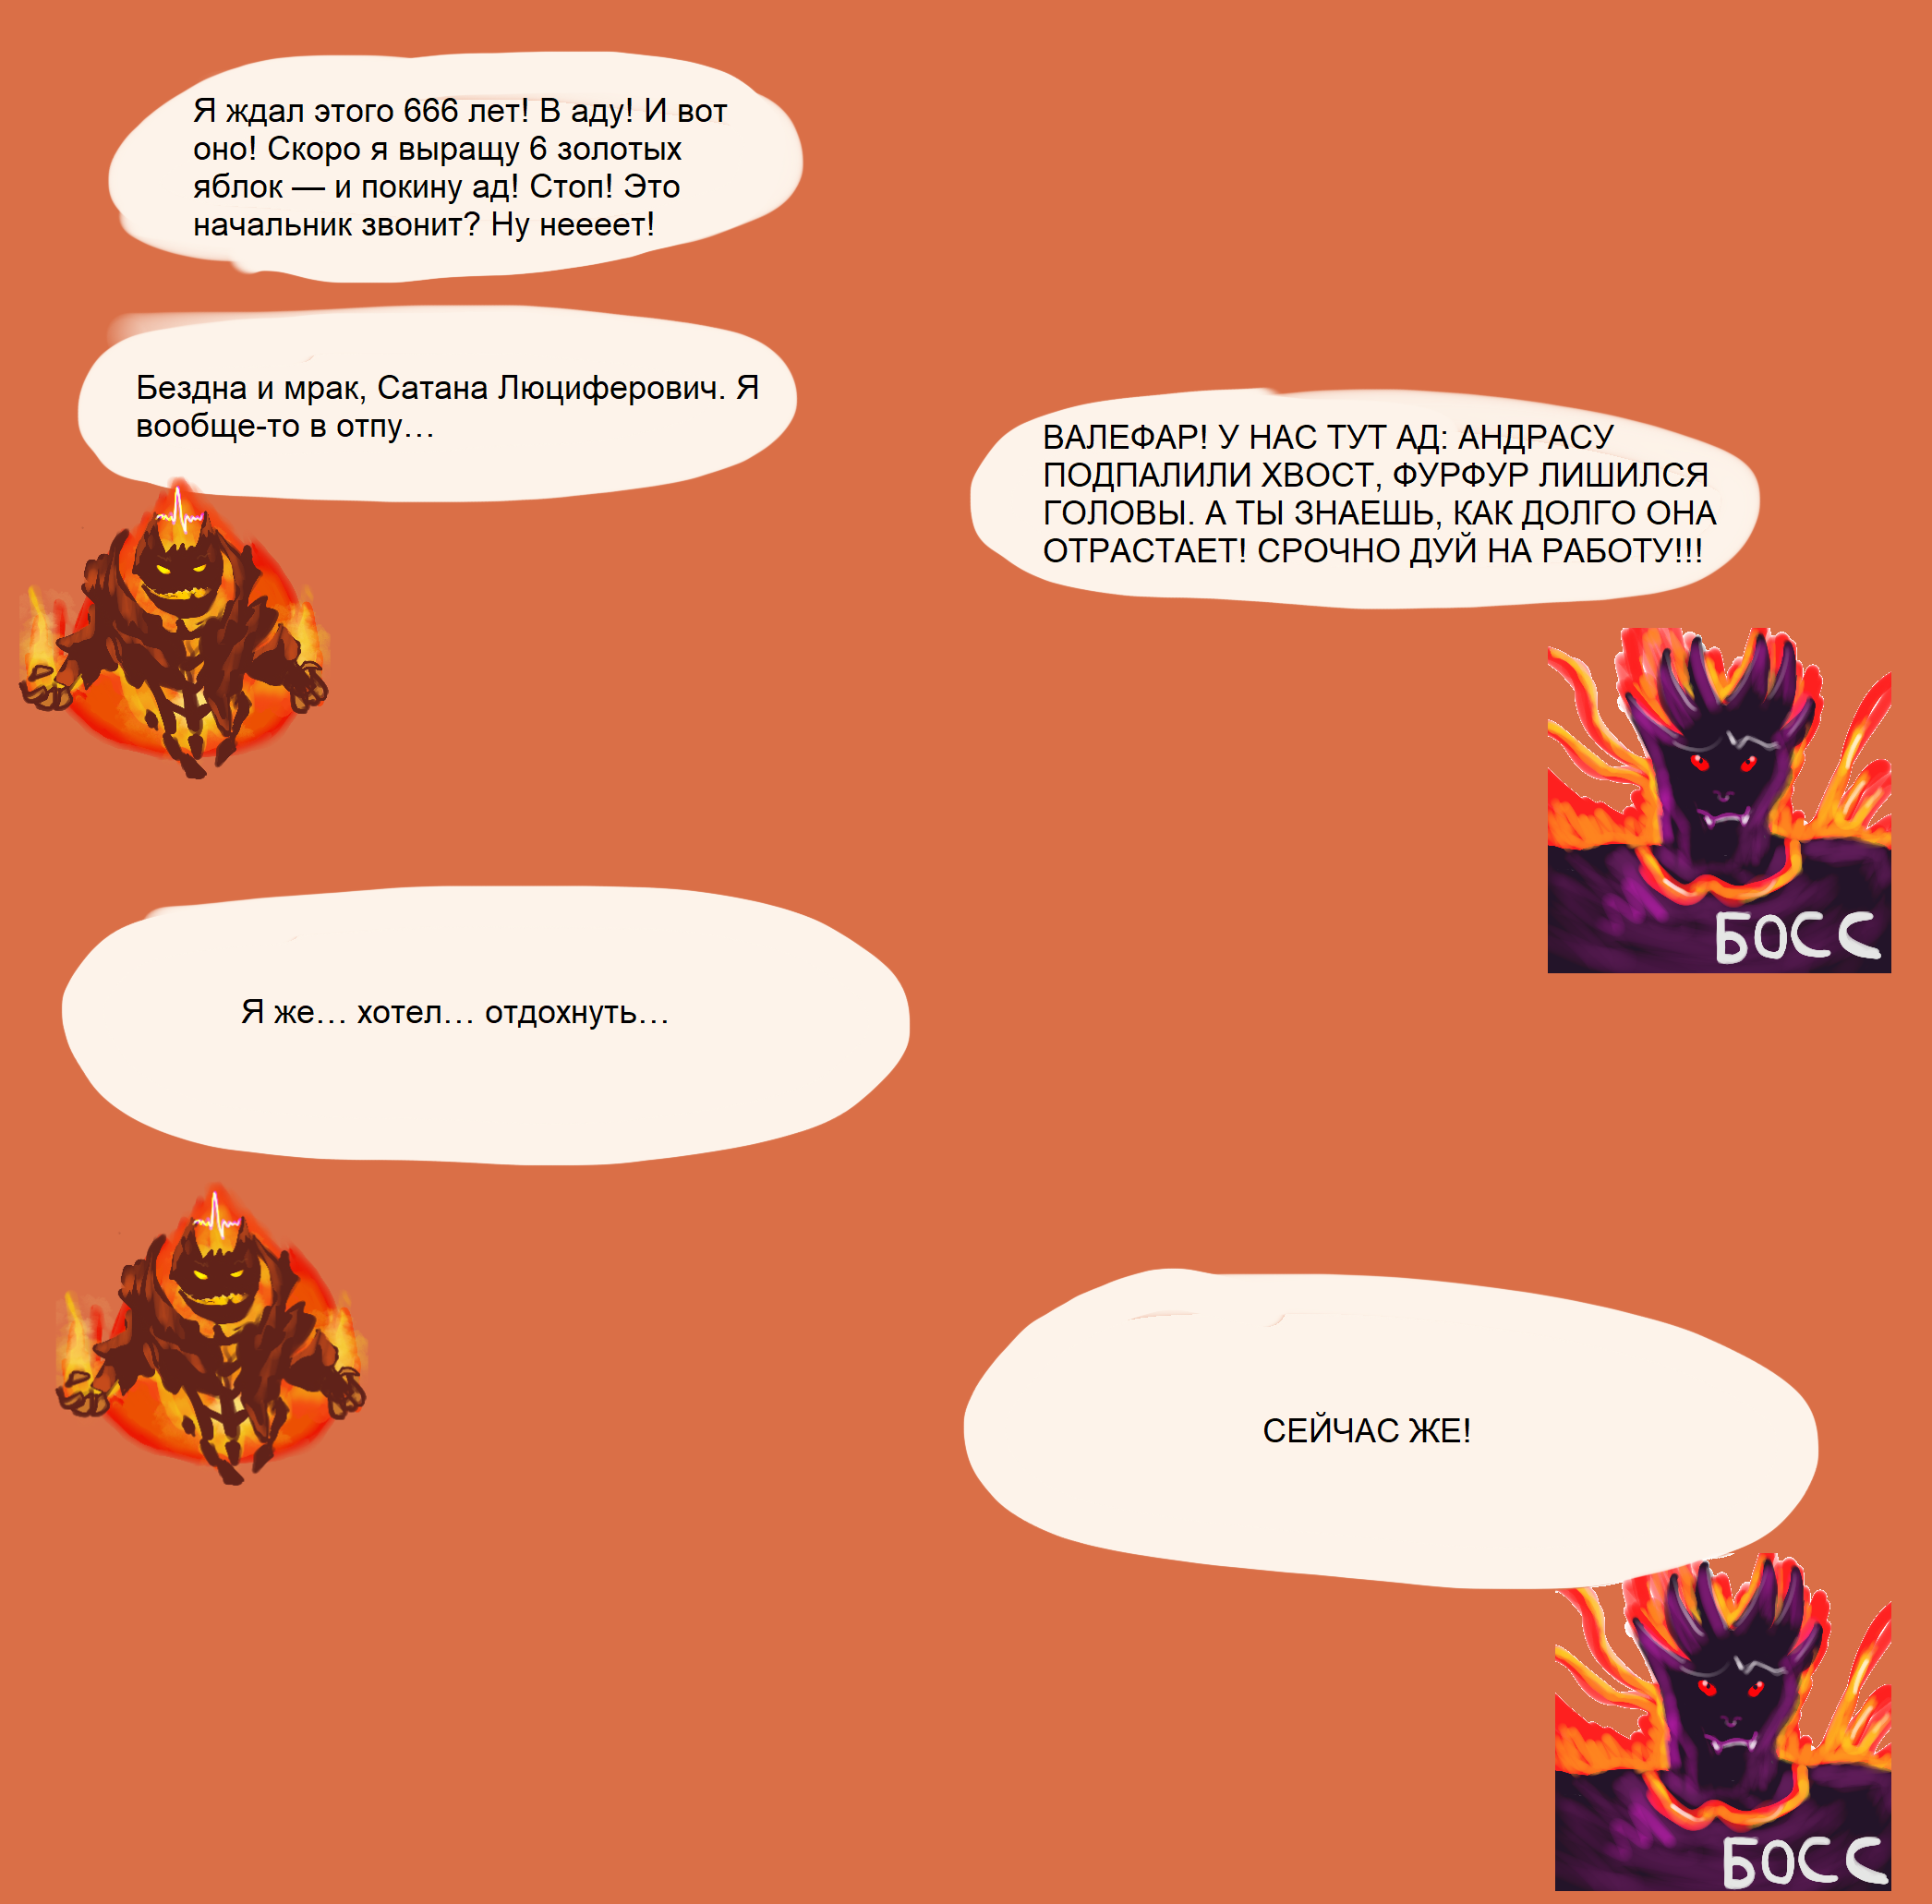 Я ждал этого 666 лет! В аду! И вот
оно! Скоро я выращу 6 золотых
яблок — и покину ад! Стоп! Это
начальник звонит? Ну неееет!
Бездна и мрак, Сатана Люциферович. Я
вообще-то в отпу…
ВАЛЕФАР! У НАС ТУТ АД: АНДРАСУ
ПОДПАЛИЛИ ХВОСТ, ФУРФУР ЛИШИЛСЯ
ГОЛОВЫ. А ТЫ ЗНАЕШЬ, КАК ДОЛГО ОНА
ОТРАСТАЕТ! СРОЧНО ДУЙ НА РАБОТУ!!!
БОСС
Я же… хотел… отдохнуть…
СЕЙЧАС ЖЕ!
БОСС